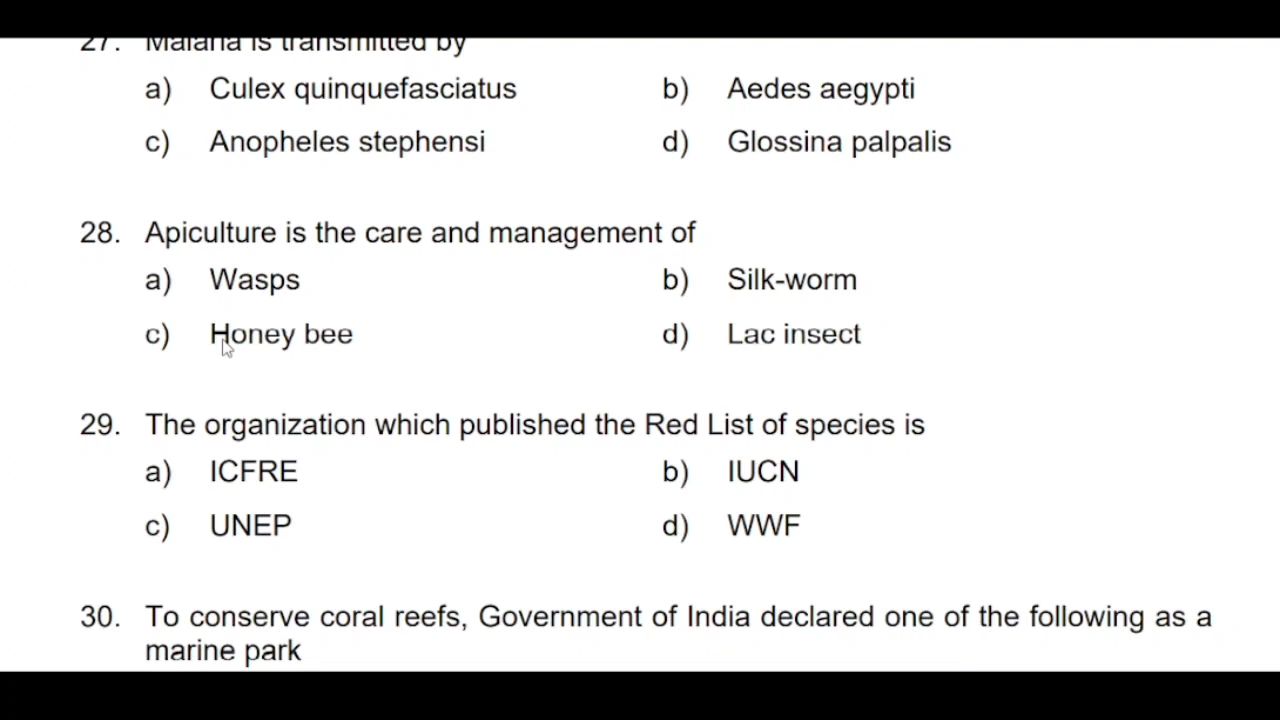 27. Malaria is transmitted by
a) Culex quinquefasciatus b) Aedes aegypti
c) Anopheles stephensi d) Glossina palpalis
28. Apiculture is the care and management of
a) Wasps b) Silk-worm
c) Honey bee d) Lac insect
29. The organization which published the Red List of species is
a) ICFRE b) IUCN
c) UNEP d) WWF
30. To conserve coral reefs, Government of India declared one of the following as a
marine park